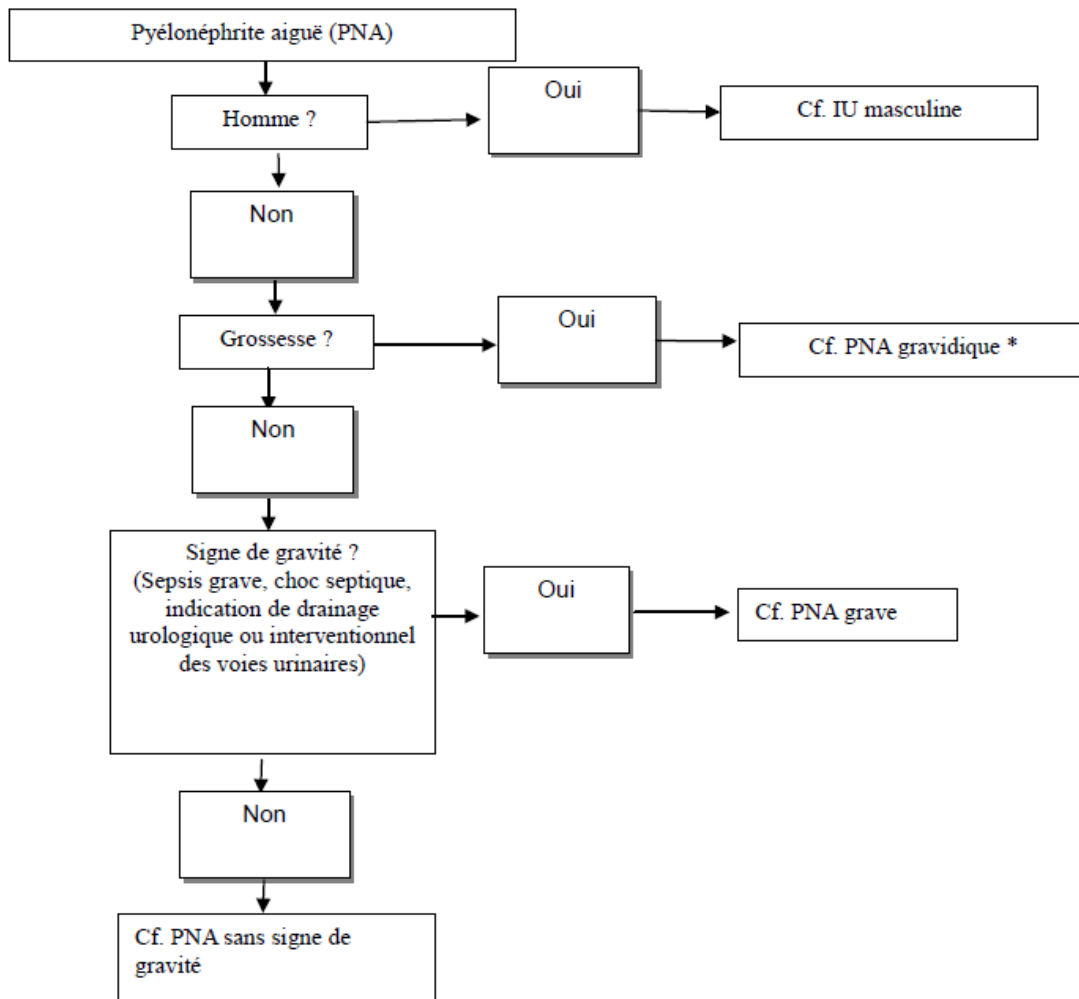 Pyélonéphrite aiguë (PNA)
Homme ?
Oui
Cf. IU masculine
Non
Grossesse ?
Oui
Cf. PNA gravidique *
Non
Signe de gravité ?
(Sepsis grave, choc septique,
indication de drainage
urologique ou interventionnel
des voies urinaires)
Oui
Cf. PNA grave
Non
Cf. PNA sans signe de
gravité